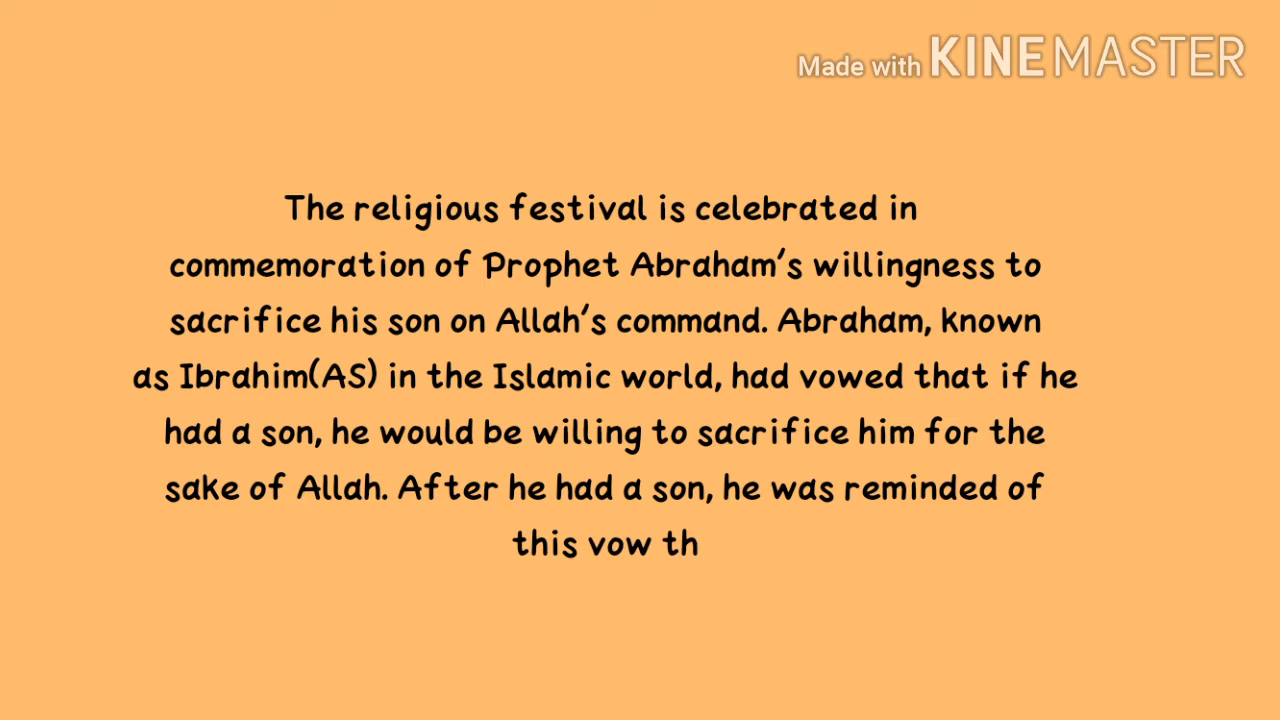 Made with KINEMASTER
The religious festival is celebrated in
commemoration of Prophet Abraham's willingness to
sacrifice his son on Allah's command. Abraham, known
as Ibrahim(AS) in the Islamic world, had vowed that if he
had a son, he would be willing to sacrifice him for the
sake of Allah. After he had a son, he was reminded of
this vow th